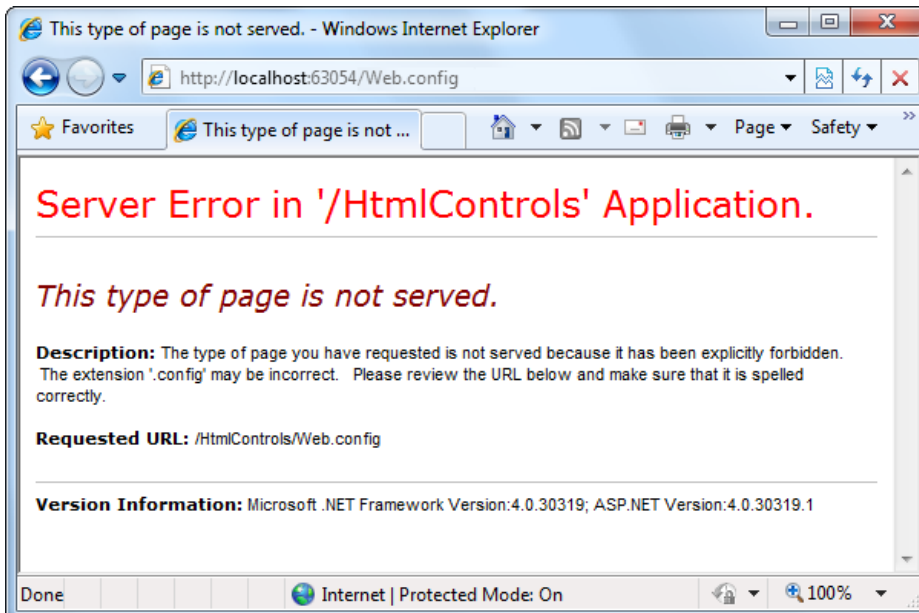 This type of page is not served. - Windows Internet Explorer
http://localhost:63054/Web.config
Favorites
This type of page is not ...
Page
Safety
Server Error in '/HtmlControls' Application.
This type of page is not served.
Description: The type of page you have requested is not served because it has been explicitly forbidden.
The extension '.config' may be incorrect. Please review the URL below and make sure that it is spelled
correctly.
Requested URL: /HtmlControls/Web.config
Version Information: Microsoft .NET Framework Version:4.0.30319; ASP.NET Version:4.0.30319.1
Done
Internet | Protected Mode: On
100%